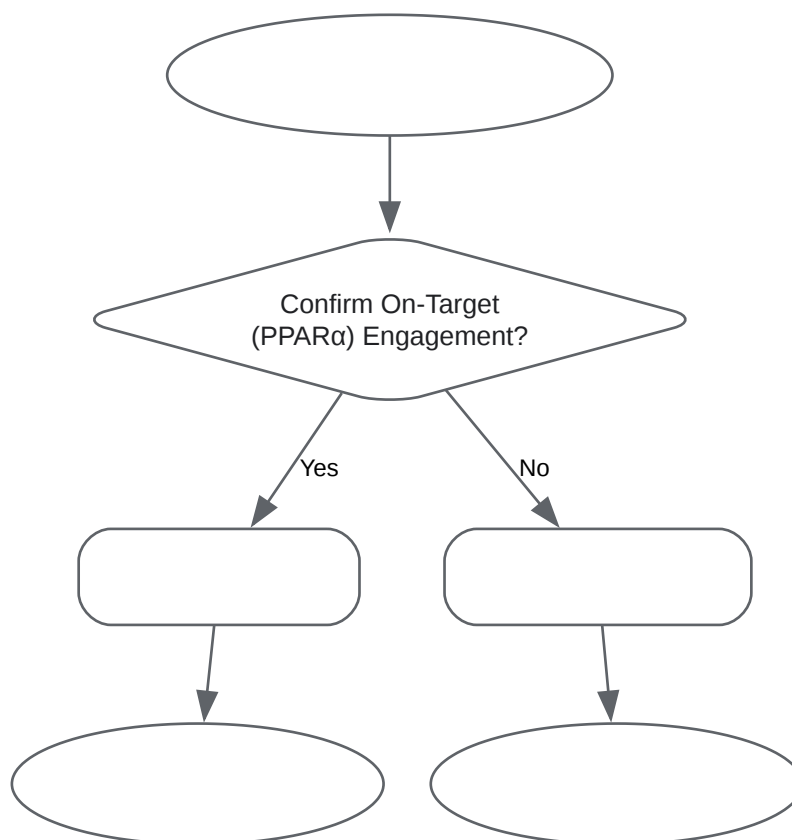 Confirm On-Target
(PPARα) Engagement?
Yes
No